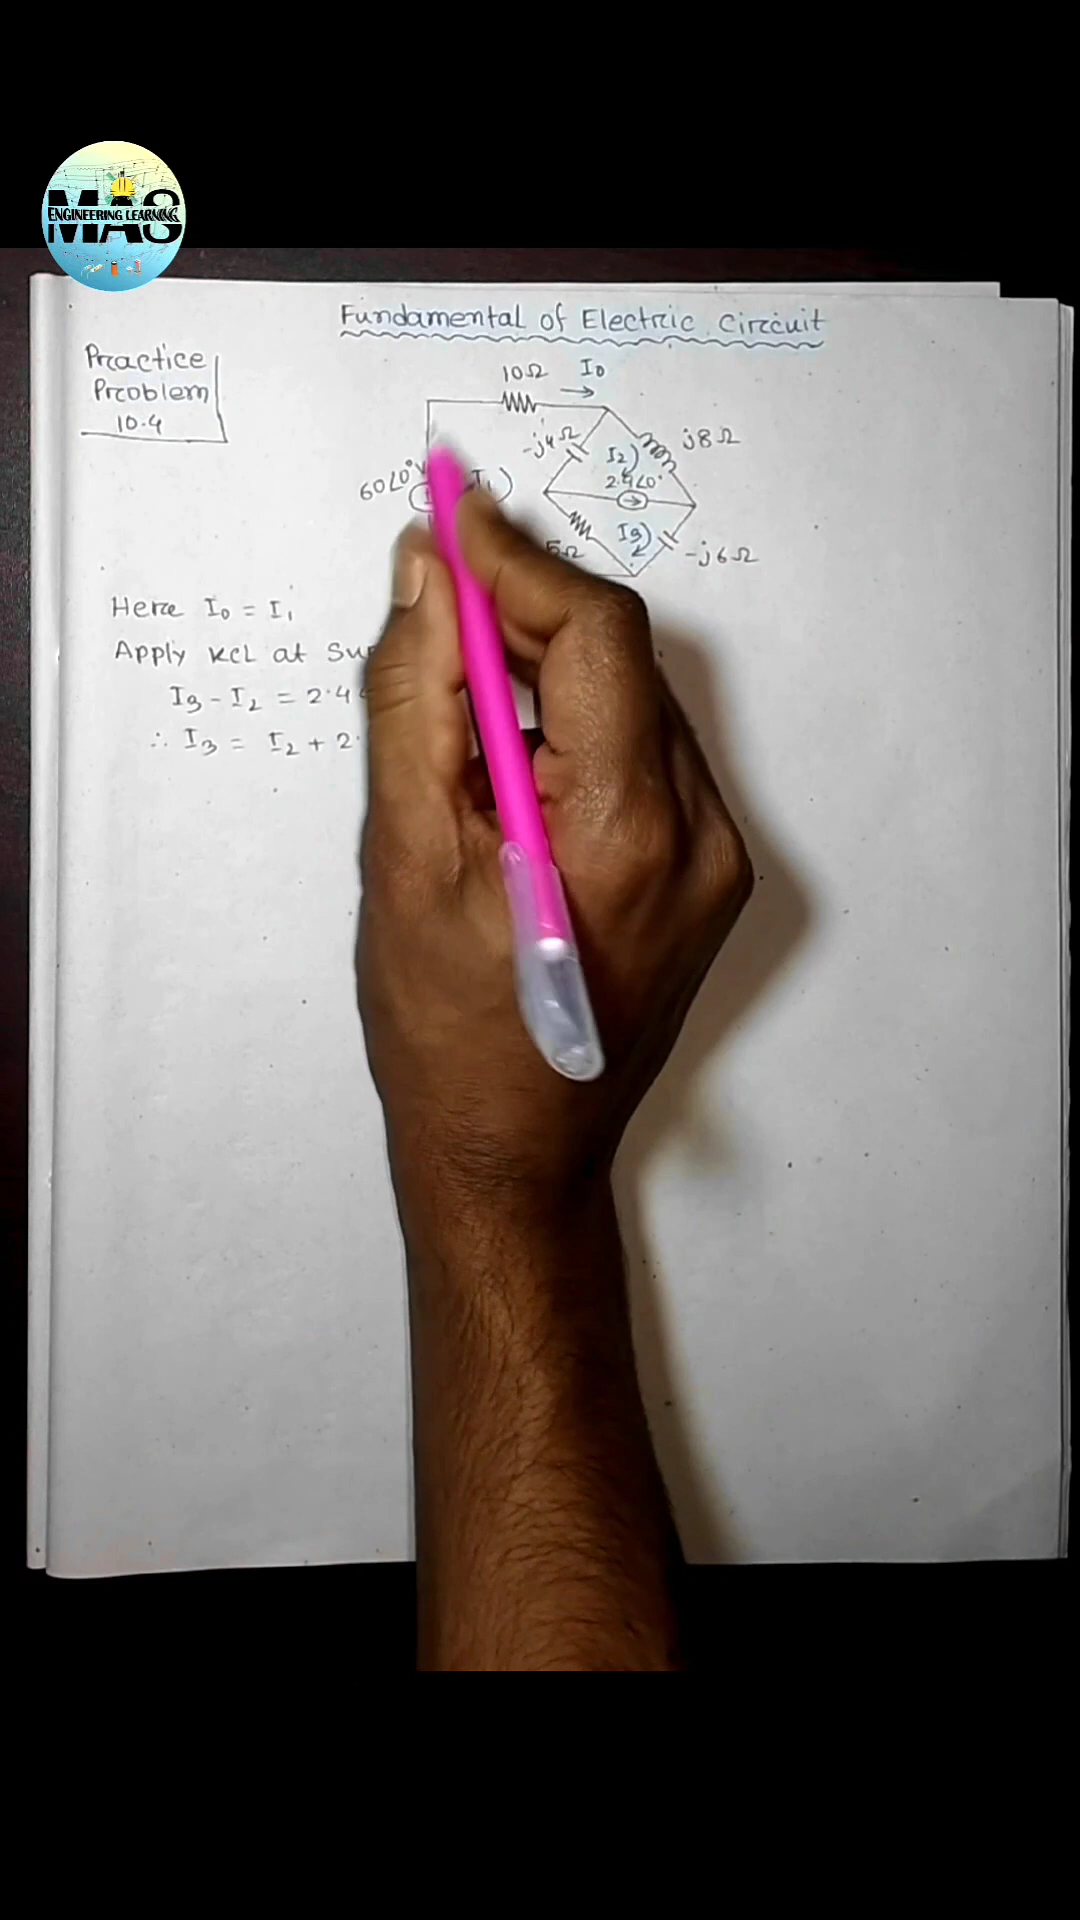 MAS
ENGINEERING LEARNING
Fundamental of Electric Circuit
Practice
Problem
10.4
10Ω I₀
-j4Ω
j8Ω
I₂
2.4∠0°
60∠0°V
I₁
I₃
5Ω
-j6Ω
Here I₀ = I₁
Apply KCL at
I₃ - I₂ = 2.4
∴ I₃ = I₂ + 2.